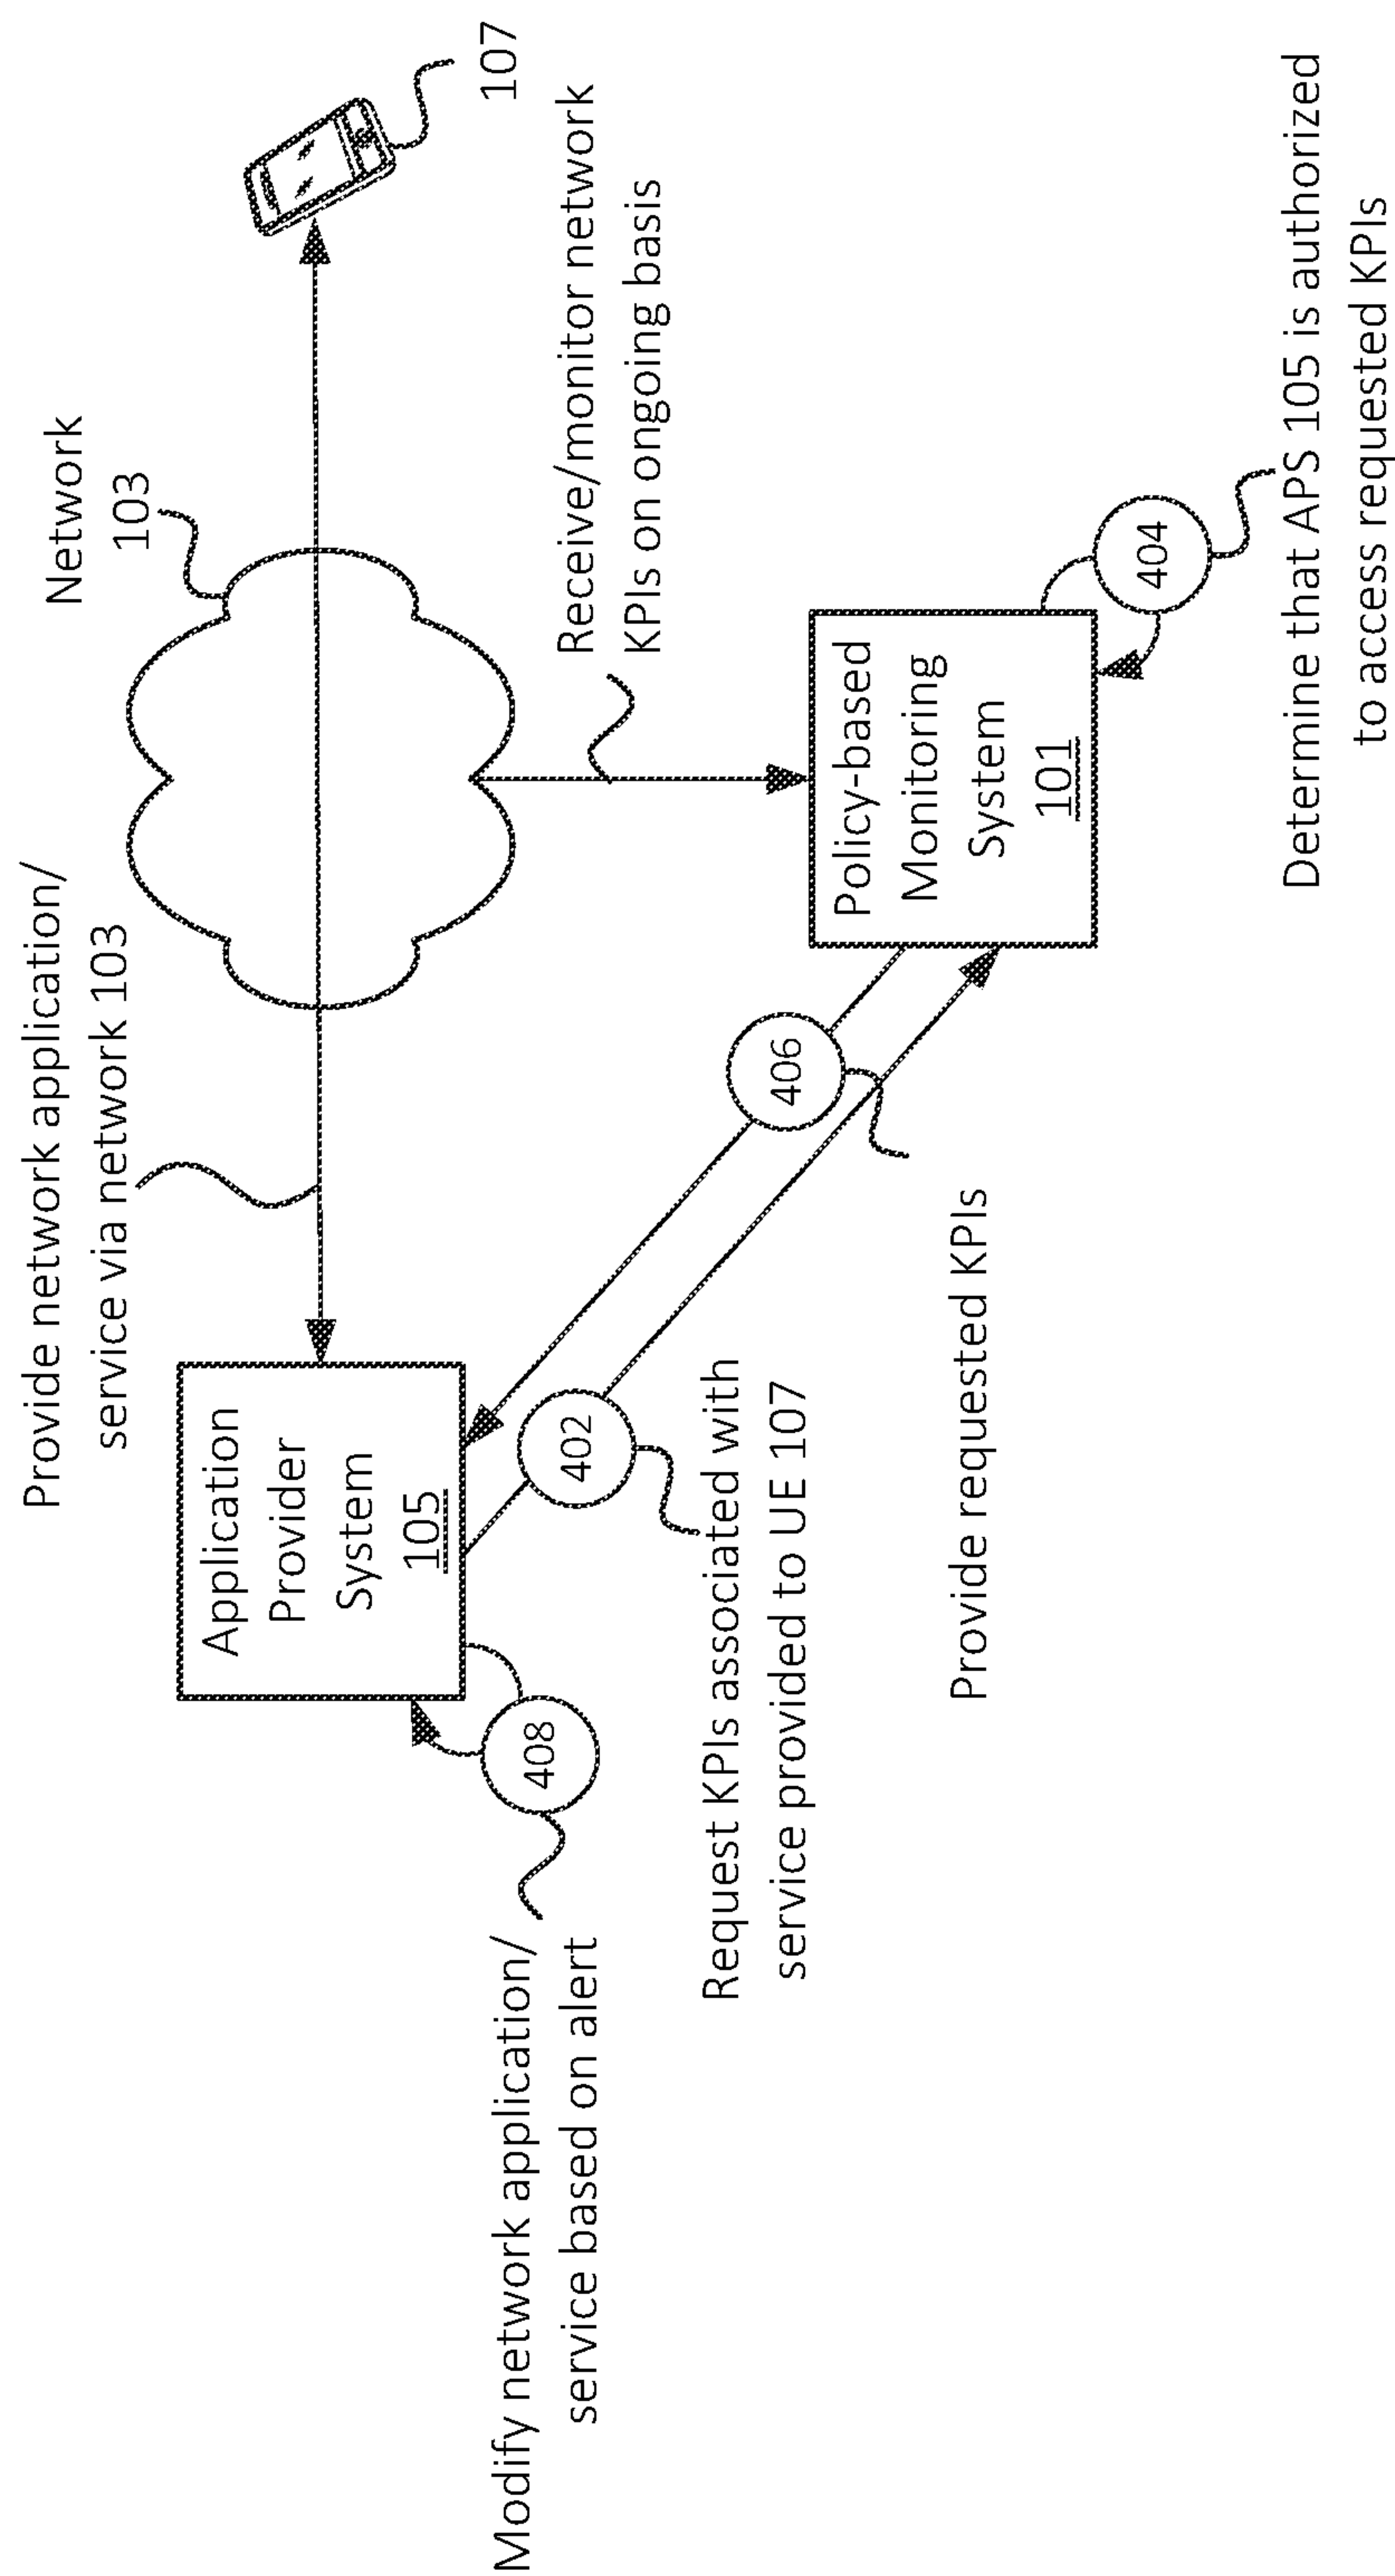 Provide network application/
service via network 103
Network
103
107
Application
Provider
System
105
Receive/monitor network
KPIs on ongoing basis
408
Modify network application/
service based on alert
402
Request KPIs associated with
service provided to UE 107
406
Provide requested KPIs
Policy-based
Monitoring
System
101
404
Determine that APS 105 is authorized
to access requested KPIs